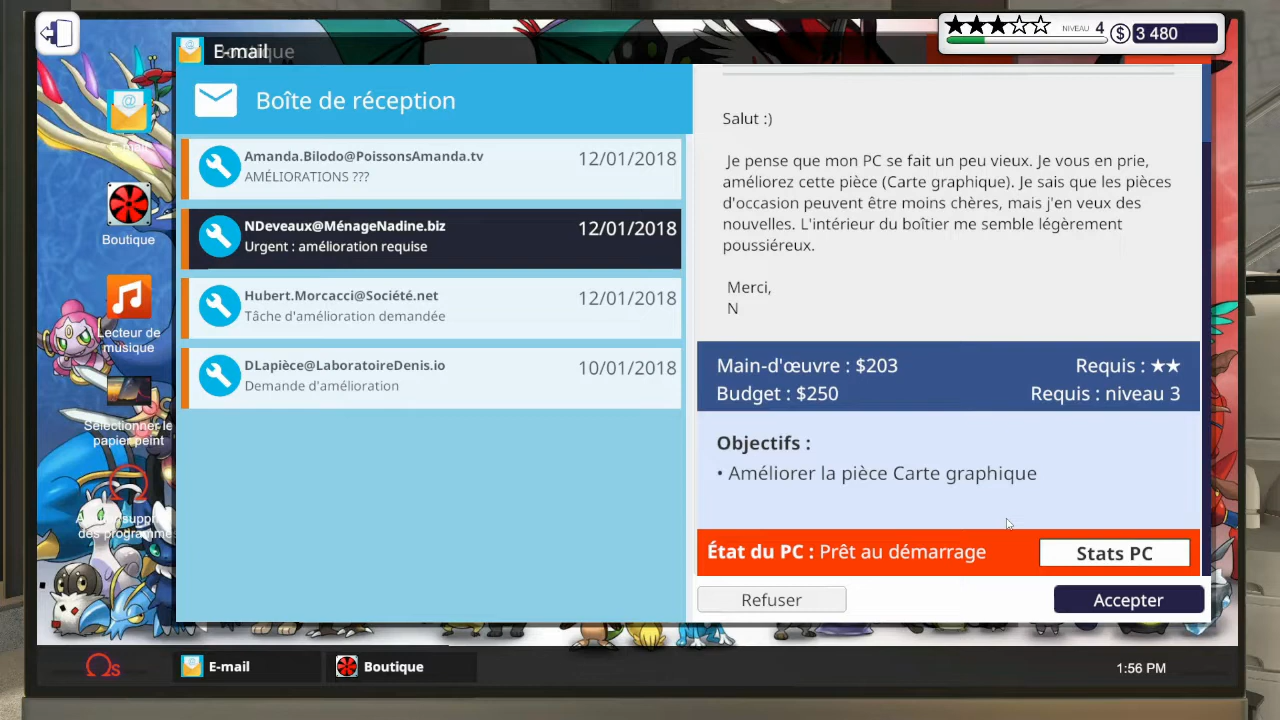 E-mail
NIVEAU 4
$ 3 480
Boîte de réception
Amanda.Bilodo@PoissonsAmanda.tv
12/01/2018
AMÉLIORATIONS ???
NDeveaux@MénageNadine.biz
12/01/2018
Urgent : amélioration requise
Hubert.Morcacci@Société.net
12/01/2018
Tâche d'amélioration demandée
DLapièce@LaboratoireDenis.io
10/01/2018
Demande d'amélioration
Salut :)
Je pense que mon PC se fait un peu vieux. Je vous en prie,
améliorez cette pièce (Carte graphique). Je sais que les pièces
d'occasion peuvent être moins chères, mais j'en veux des
nouvelles. L'intérieur du boîtier me semble légèrement
poussiéreux.
Merci,
N
Main-d'œuvre : $203
Requis : ★★
Budget : $250
Requis : niveau 3
Objectifs :
• Améliorer la pièce Carte graphique
État du PC : Prêt au démarrage
Stats PC
Refuser
Accepter
E-mail
Boutique
Lecteur de
musique
Sélectionner le
papier peint
des programme
Ωs
E-mail
Boutique
1:56 PM